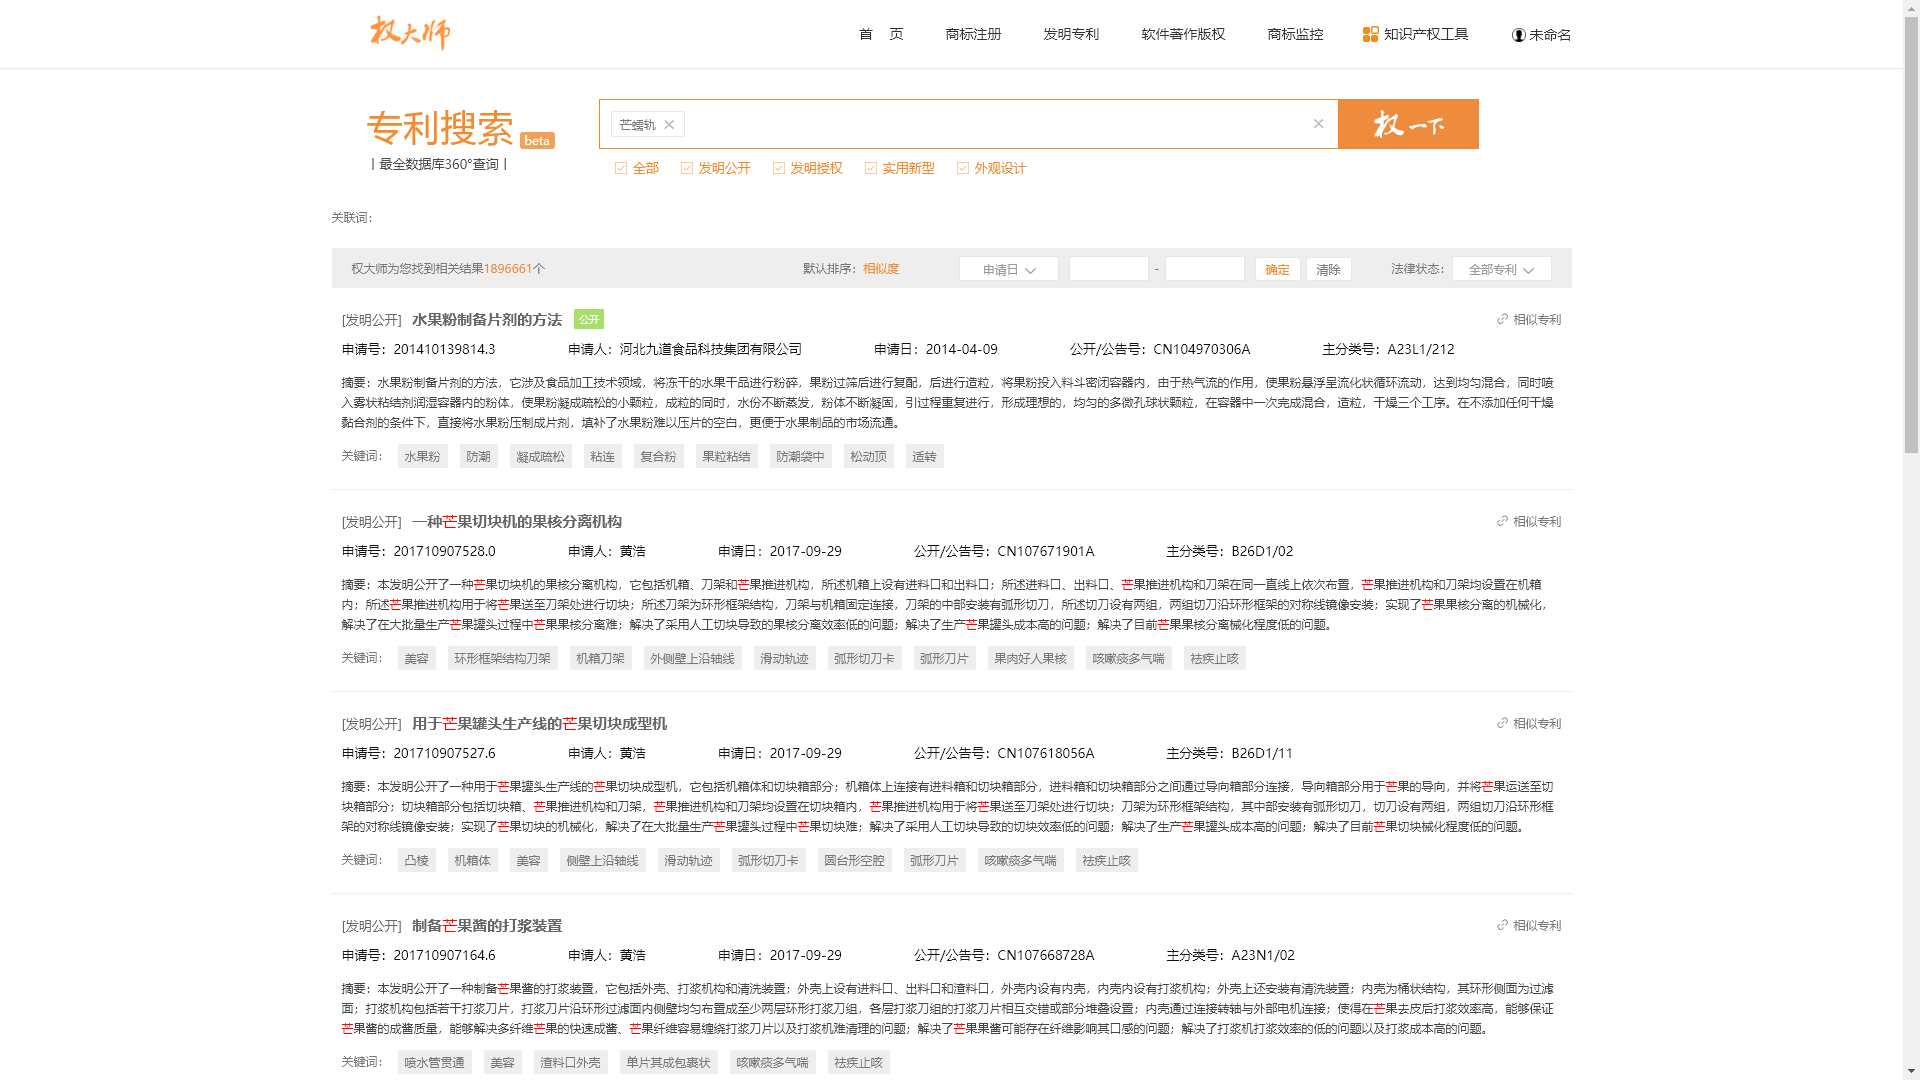 权大师
首 页 商标注册 发明专利 软件著作版权 商标监控 知识产权工具 未命名
专利搜索 beta
丨最全数据库360°查询丨
芒蠕轨
权一下
全部 发明公开 发明授权 实用新型 外观设计
关联词:
权大师为您找到相关结果1896661个 默认排序：相似度 申请日 - 确定 清除 法律状态： 全部专利
[发明公开] 水果粉制备片剂的方法 公开 相似专利
申请号：201410139814.3 申请人：河北九道食品科技集团有限公司 申请日：2014-04-09 公开/公告号：CN104970306A 主分类号：A23L1/212
摘要：水果粉制备片剂的方法，它涉及食品加工技术领域，将冻干的水果干品进行粉碎，果粉过筛后进行复配，后进行造粒，将果粉投入料斗密闭容器内，由于热气流的作用，使果粉悬浮呈流化状循环流动，达到均匀混合，同时喷
入雾状粘结剂润湿容器内的粉体，使果粉凝成疏松的小颗粒，成粒的同时，水份不断蒸发，粉体不断凝固，引过程重复进行，形成理想的，均匀的多微孔球状颗粒，在容器中一次完成混合，造粒，干燥三个工序。在不添加任何干燥
黏合剂的条件下，直接将水果粉压制成片剂，填补了水果粉难以压片的空白，更便于水果制品的市场流通。
关键词： 水果粉 防潮 凝成疏松 粘连 复合粉 果粒粘结 防潮袋中 松动顶 适转
[发明公开] 一种芒果切块机的果核分离机构 相似专利
申请号：201710907528.0 申请人：黄浩 申请日：2017-09-29 公开/公告号：CN107671901A 主分类号：B26D1/02
摘要：本发明公开了一种芒果切块机的果核分离机构，它包括机箱、刀架和芒果推进机构，所述机箱上设有进料口和出料口；所述进料口、出料口、芒果推进机构和刀架在同一直线上依次布置，芒果推进机构和刀架均设置在机箱
内；所述芒果推进机构用于将芒果送至刀架处进行切块；所述刀架为环形框架结构，刀架与机箱固定连接，刀架的中部安装有弧形切刀，所述切刀设有两组，两组切刀沿环形框架的对称线镜像安装；实现了芒果果核分离的机械化，
解决了在大批量生产芒果罐头过程中芒果果核分离难；解决了采用人工切块导致的果核分离效率低的问题；解决了生产芒果罐头成本高的问题；解决了目前芒果果核分离械化程度低的问题。
关键词： 美容 环形框架结构刀架 机箱刀架 外侧壁上沿轴线 滑动轨迹 弧形切刀卡 弧形刀片 果肉好人果核 咳嗽痰多气喘 祛疾止咳
[发明公开] 用于芒果罐头生产线的芒果切块成型机 相似专利
申请号：201710907527.6 申请人：黄浩 申请日：2017-09-29 公开/公告号：CN107618056A 主分类号：B26D1/11
摘要：本发明公开了一种用于芒果罐头生产线的芒果切块成型机，它包括机箱体和切块箱部分；机箱体上连接有进料箱和切块箱部分，进料箱和切块箱部分之间通过导向箱部分连接，导向箱部分用于芒果的导向，并将芒果运送至切
块箱部分；切块箱部分包括切块箱、芒果推进机构和刀架，芒果推进机构和刀架均设置在切块箱内，芒果推进机构用于将芒果送至刀架处进行切块；刀架为环形框架结构，其中部安装有弧形切刀，切刀设有两组，两组切刀沿环形框
架的对称线镜像安装；实现了芒果切块的机械化，解决了在大批量生产芒果罐头过程中芒果切块难；解决了采用人工切块导致的切块效率低的问题；解决了生产芒果罐头成本高的问题；解决了目前芒果切块械化程度低的问题。
关键词： 凸棱 机箱体 美容 侧壁上沿轴线 滑动轨迹 弧形切刀卡 圆台形空腔 弧形刀片 咳嗽痰多气喘 祛疾止咳
[发明公开] 制备芒果酱的打浆装置 相似专利
申请号：201710907164.6 申请人：黄浩 申请日：2017-09-29 公开/公告号：CN107668728A 主分类号：A23N1/02
摘要：本发明公开了一种制备芒果酱的打浆装置，它包括外壳、打浆机构和清洗装置；外壳上设有进料口、出料口和渣料口，外壳内设有内壳，内壳内设有打浆机构；外壳上还安装有清洗装置；内壳为桶状结构，其环形侧面为过滤
面；打浆机构包括若干打浆刀片，打浆刀片沿环形过滤面内侧壁均匀布置成至少两层环形打浆刀组，各层打浆刀组的打浆刀片相互交错或部分堆叠设置；内壳通过连接转轴与外部电机连接；使得在芒果去皮后打浆效率高，能够保证
芒果酱的成酱质量，能够解决多纤维芒果的快速成酱、芒果纤维容易缠绕打浆刀片以及打浆机难清理的问题；解决了芒果果酱可能存在纤维影响其口感的问题；解决了打浆机打浆效率的低的问题以及打浆成本高的问题。
关键词： 喷水管贯通 美容 渣料口外壳 单片其成包裹状 咳嗽痰多气喘 祛疾止咳